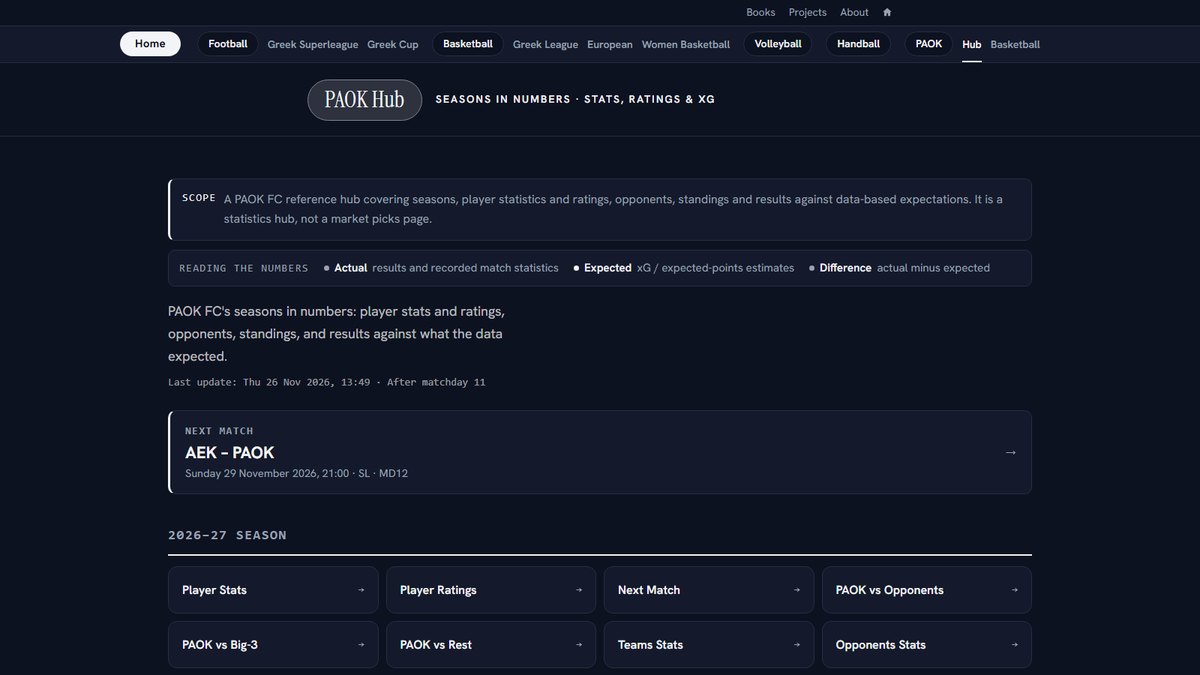 Books Projects About
Home Football Greek Superleague Greek Cup Basketball Greek League European Women Basketball Volleyball Handball PAOK Hub Basketball
PAOK Hub SEASONS IN NUMBERS · STATS, RATINGS & XG
SCOPE A PAOK FC reference hub covering seasons, player statistics and ratings, opponents, standings and results against data-based expectations. It is a
statistics hub, not a market picks page.
READING THE NUMBERS Actual results and recorded match statistics Expected xG / expected-points estimates Difference actual minus expected
PAOK FC's seasons in numbers: player stats and ratings,
opponents, standings, and results against what the data
expected.
Last update: Thu 26 Nov 2026, 13:49 · After matchday 11
NEXT MATCH
AEK – PAOK →
Sunday 29 November 2026, 21:00 · SL · MD12
2026–27 SEASON
Player Stats → Player Ratings → Next Match → PAOK vs Opponents →
PAOK vs Big-3 → PAOK vs Rest → Teams Stats → Opponents Stats →